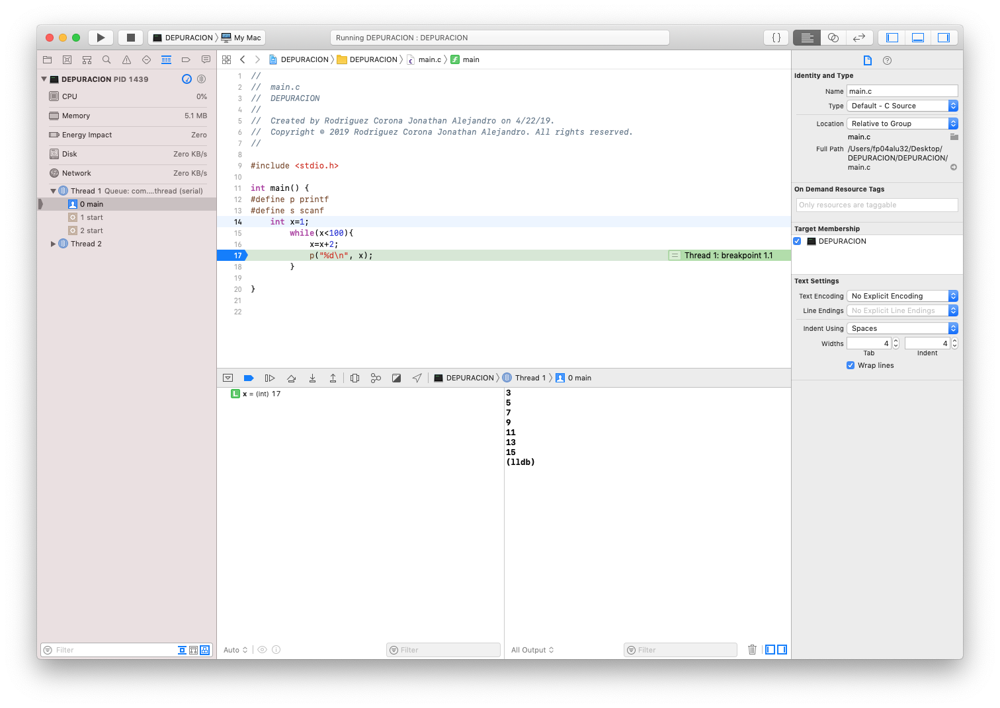 DEPURACION My Mac
Running DEPURACION : DEPURACION
{ }
DEPURACION PID 1439
CPU 0%
Memory 5.1 MB
Energy Impact Zero
Disk Zero KB/s
Network Zero KB/s
Thread 1 Queue: com....thread (serial)
0 main
1 start
2 start
Thread 2
Filter
DEPURACION DEPURACION main.c main
1 //
2 //  main.c
3 //  DEPURACION
4 //
5 //  Created by Rodriguez Corona Jonathan Alejandro on 4/22/19.
6 //  Copyright © 2019 Rodriguez Corona Jonathan Alejandro. All rights reserved.
7 //
8
9 #include <stdio.h>
10
11 int main() {
12 #define p printf
13 #define s scanf
14     int x=1;
15         while(x<100){
16             x=x+2;
17             p("%d\n", x); Thread 1: breakpoint 1.1
18         }
19
20 }
21
22
DEPURACION Thread 1 0 main
L x = (int) 17
Auto
Filter
3
5
7
9
11
13
15
(lldb)
All Output
Filter
Identity and Type
Name main.c
Type Default - C Source
Location Relative to Group
main.c
Full Path /Users/fp04alu32/Desktop/
DEPURACION/DEPURACION/
main.c
On Demand Resource Tags
Only resources are taggable
Target Membership
DEPURACION
Text Settings
Text Encoding No Explicit Encoding
Line Endings No Explicit Line Endings
Indent Using Spaces
Widths 4 4
Tab Indent
Wrap lines